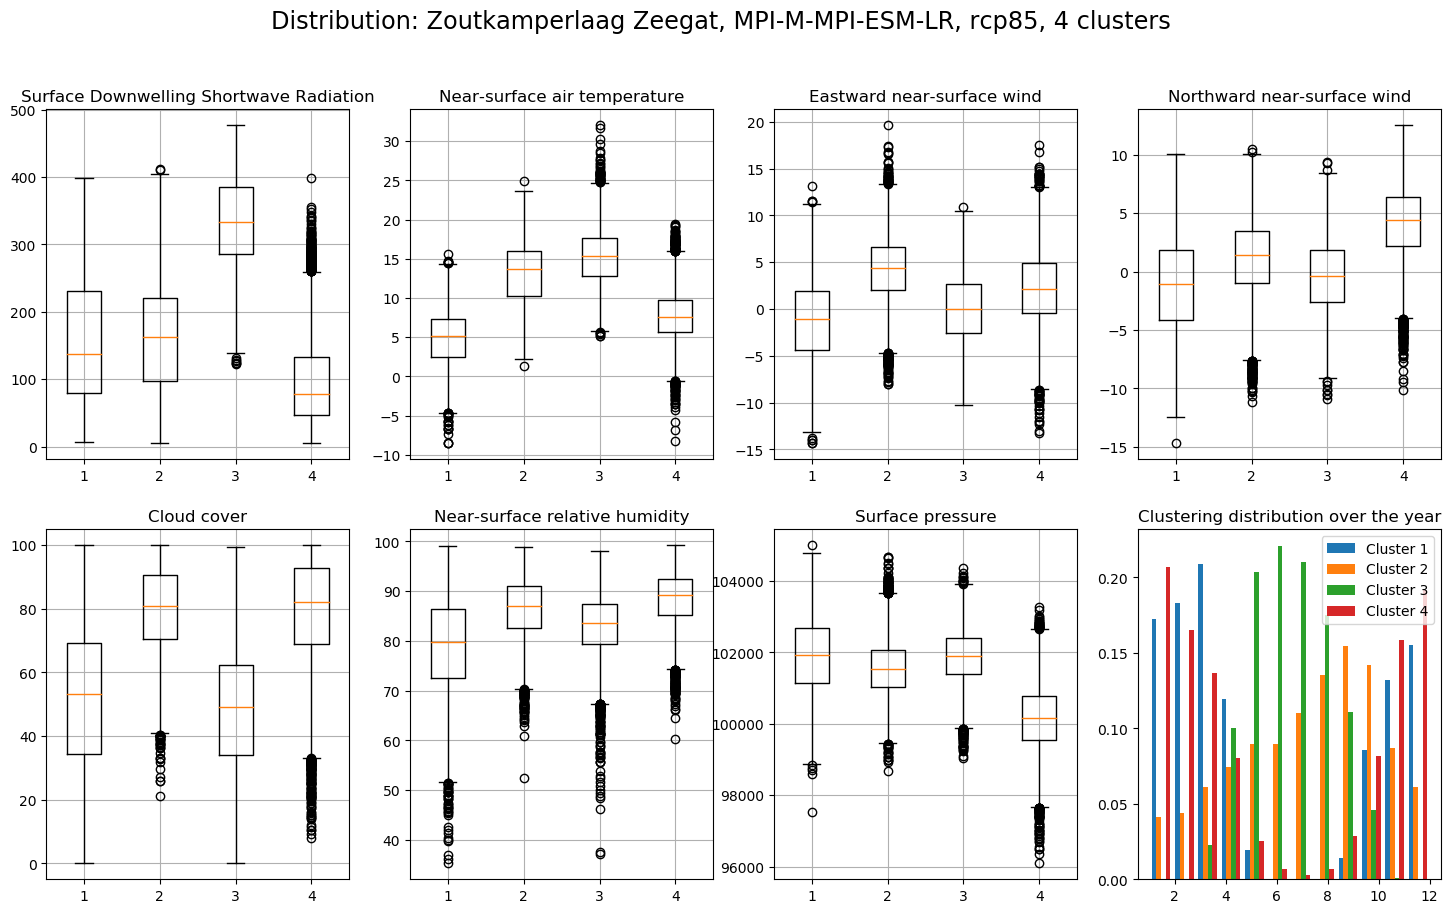 Distribution: Zoutkamperlaag Zeegat, MPI-M-MPI-ESM-LR, rcp85, 4 clusters
Surface Downwelling Shortwave Radiation
500
400
300
200
100
0
1 2 3 4
Near-surface air temperature
30
25
20
15
10
5
0
−5
−10
1 2 3 4
Eastward near-surface wind
20
15
10
5
0
−5
−10
−15
1 2 3 4
Northward near-surface wind
10
5
0
−5
−10
−15
1 2 3 4
Cloud cover
100
80
60
40
20
0
1 2 3 4
Near-surface relative humidity
100
90
80
70
60
50
40
1 2 3 4
Surface pressure
104000
102000
100000
98000
96000
1 2 3 4
Clustering distribution over the year
Cluster 1
Cluster 2
Cluster 3
Cluster 4
0.20
0.15
0.10
0.05
0.00
2 4 6 8 10 12